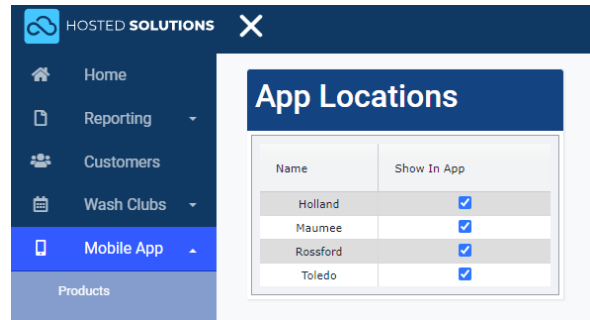 HOSTED SOLUTIONS
Home
Reporting
Customers
Wash Clubs
Mobile App
Products
App Locations
Name Show In App
Holland
Maumee
Rossford
Toledo